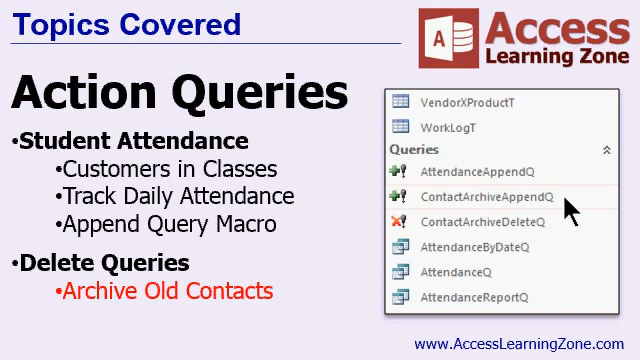 Topics Covered
A
Access
Learning Zone
Action Queries
•Student Attendance
•Customers in Classes
•Track Daily Attendance
•Append Query Macro
•Delete Queries
•Archive Old Contacts
VendorXProductT
WorkLogT
Queries
AttendanceAppendQ
ContactArchiveAppendQ
ContactArchiveDeleteQ
AttendanceByDateQ
AttendanceQ
AttendanceReportQ
www.AccessLearningZone.com